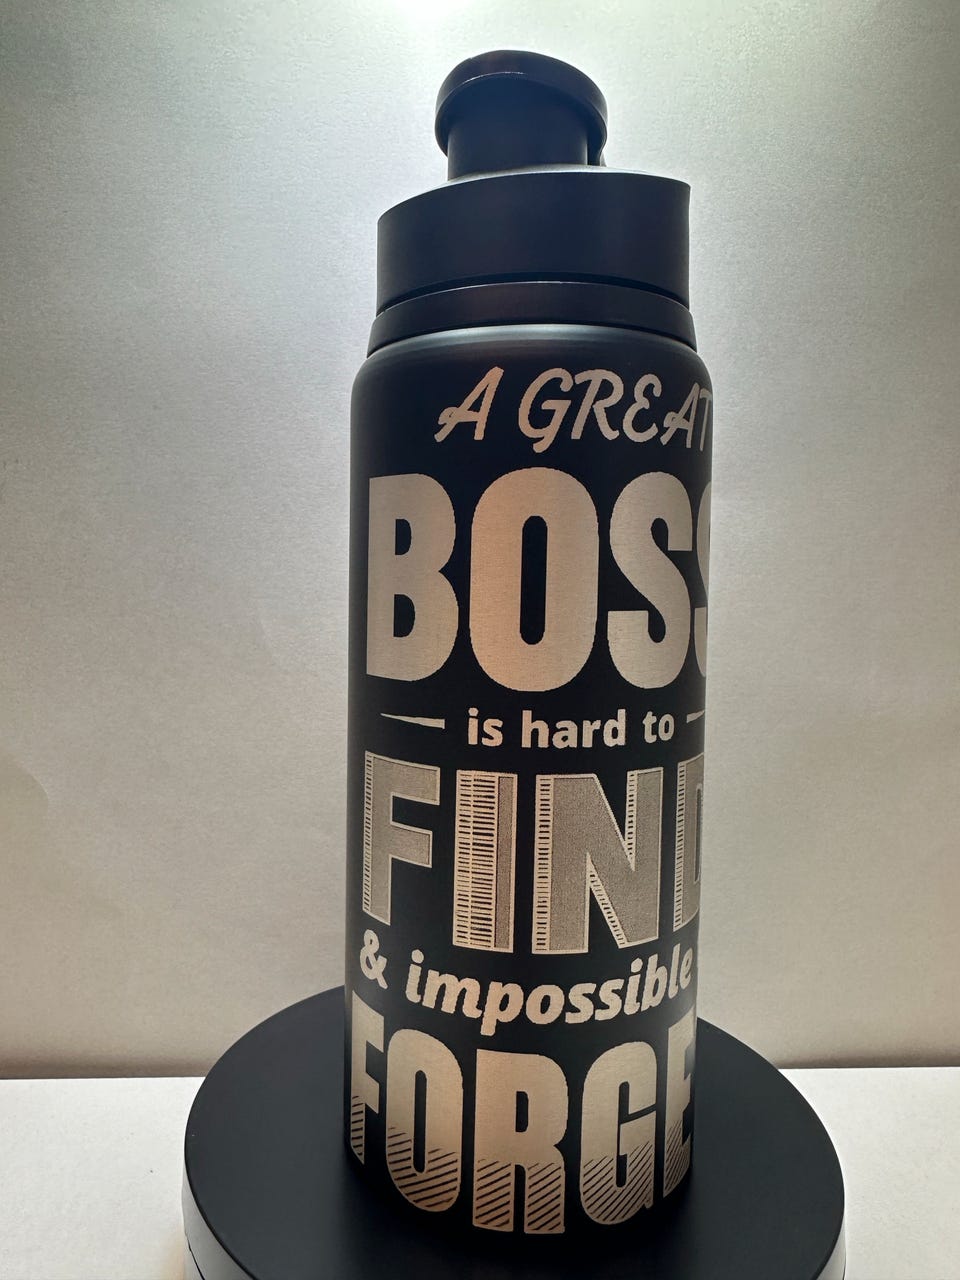 A GREAT
BOSS
is hard to
FIND
& impossible
FORGE